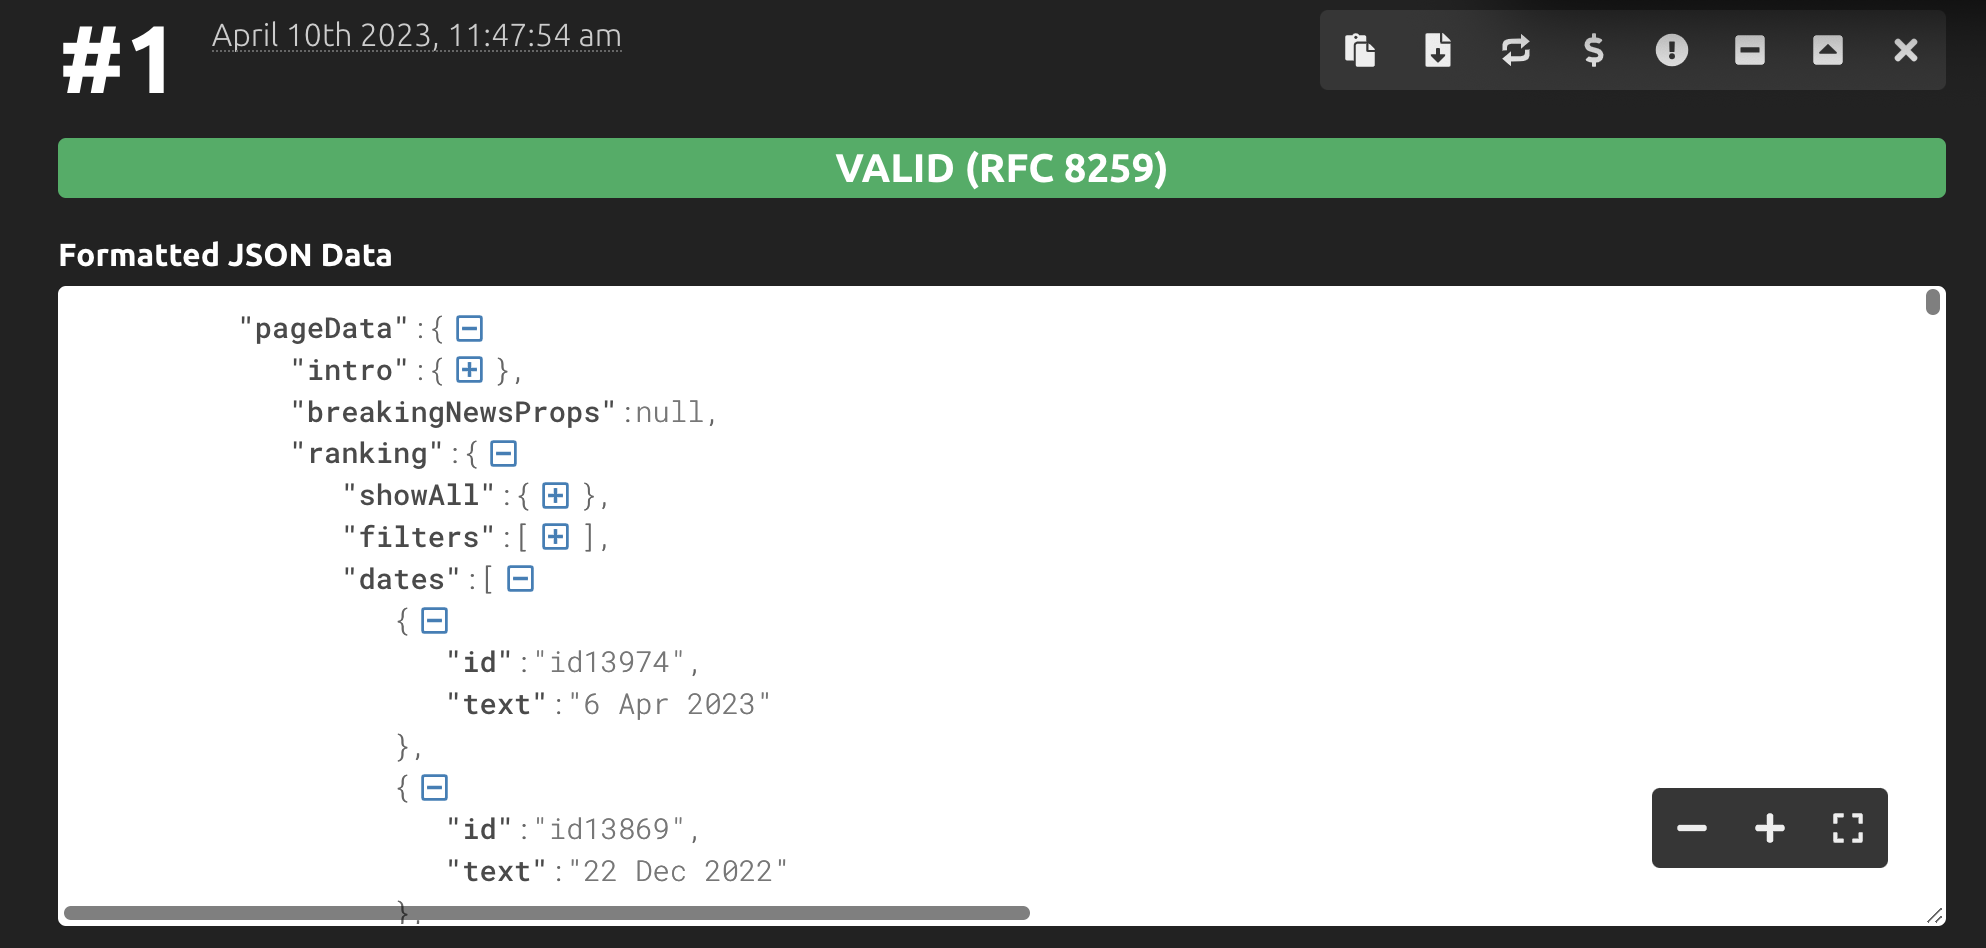 #1
April 10th 2023, 11:47:54 am
VALID (RFC 8259)
Formatted JSON Data
"pageData":{
"intro":{ },
"breakingNewsProps":null,
"ranking":{
"showAll":{ },
"filters":[ ],
"dates":[
{
"id":"id13974",
"text":"6 Apr 2023"
},
{
"id":"id13869",
"text":"22 Dec 2022"
},